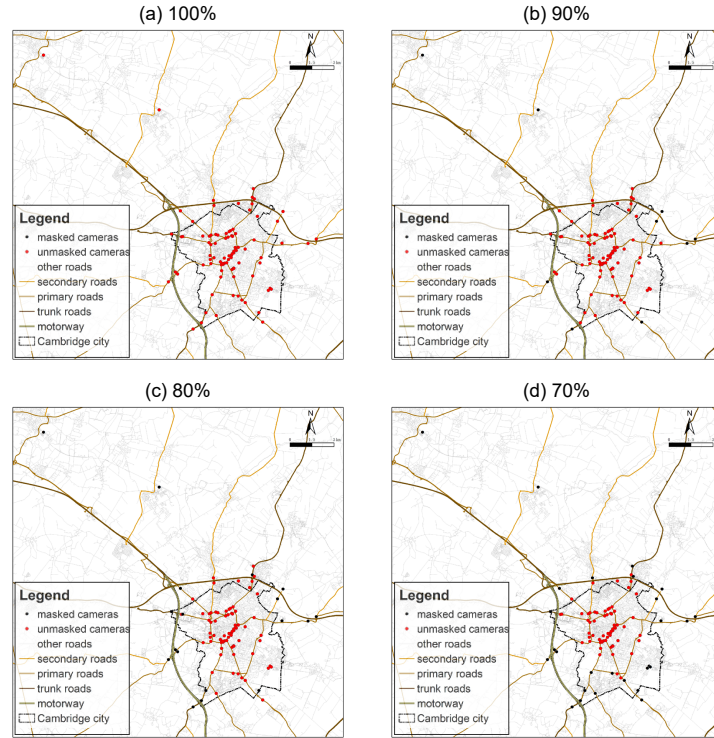 (a) 100%
(b) 90%
N
N
Legend
masked cameras
unmasked cameras
other roads
secondary roads
primary roads
trunk roads
motorway
Cambridge city
Legend
masked cameras
unmasked cameras
other roads
secondary roads
primary roads
trunk roads
motorway
Cambridge city
(c) 80%
(d) 70%
N
N
Legend
masked cameras
unmasked cameras
other roads
secondary roads
primary roads
trunk roads
motorway
Cambridge city
Legend
masked cameras
unmasked cameras
other roads
secondary roads
primary roads
trunk roads
motorway
Cambridge city